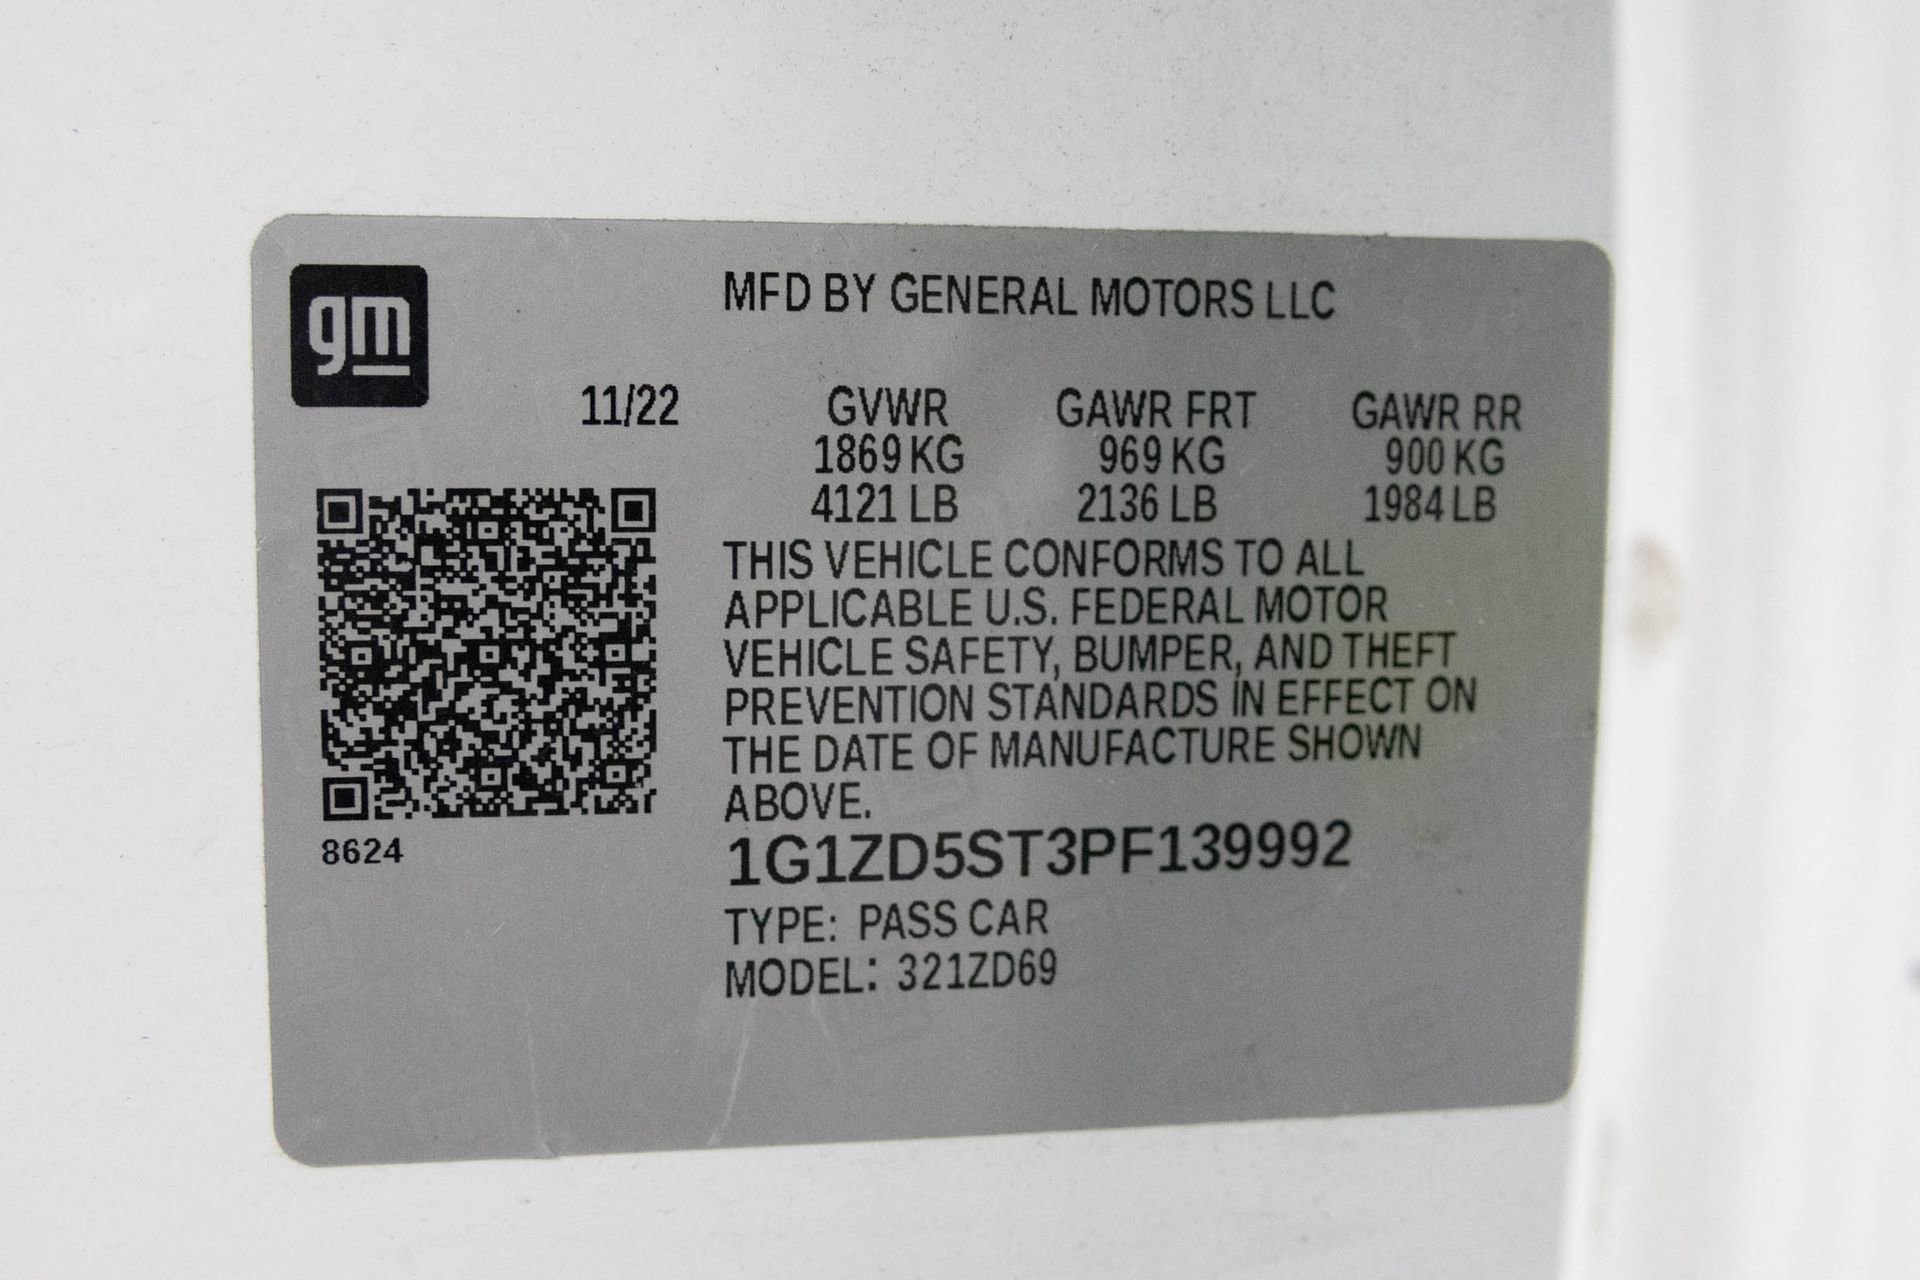 gm
MFD BY GENERAL MOTORS LLC
11/22 GVWR GAWR FRT GAWR RR
1869 KG 969 KG 900 KG
4121 LB 2136 LB 1984 LB
THIS VEHICLE CONFORMS TO ALL
APPLICABLE U.S. FEDERAL MOTOR
VEHICLE SAFETY, BUMPER, AND THEFT
PREVENTION STANDARDS IN EFFECT ON
THE DATE OF MANUFACTURE SHOWN
ABOVE.
8624
1G1ZD5ST3PF139992
TYPE: PASS CAR
MODEL: 321ZD69